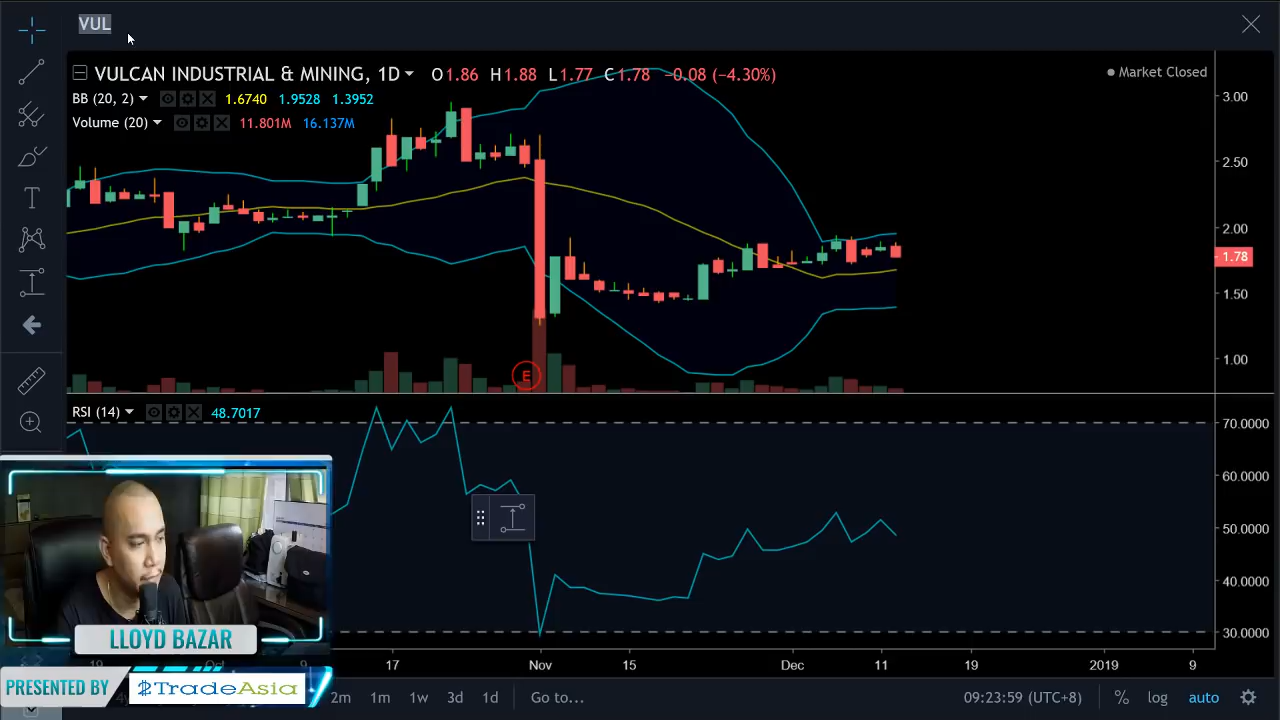 VUL
VULCAN INDUSTRIAL & MINING, 1D O1.86 H1.88 L1.77 C1.78 −0.08 (−4.30%)
Market Closed
BB (20, 2) 1.6740 1.9528 1.3952
Volume (20) 11.801M 16.137M
3.00
2.50
2.00
1.78
1.50
1.00
E
RSI (14) 48.7017
70.0000
60.0000
50.0000
40.0000
30.0000
LLOYD BAZAR
19 Oct 9 17 Nov 15 Dec 11 19 2019 9
PRESENTED BY $TradeAsia
2m 1m 1w 3d 1d Go to... 09:23:59 (UTC+8) % log auto